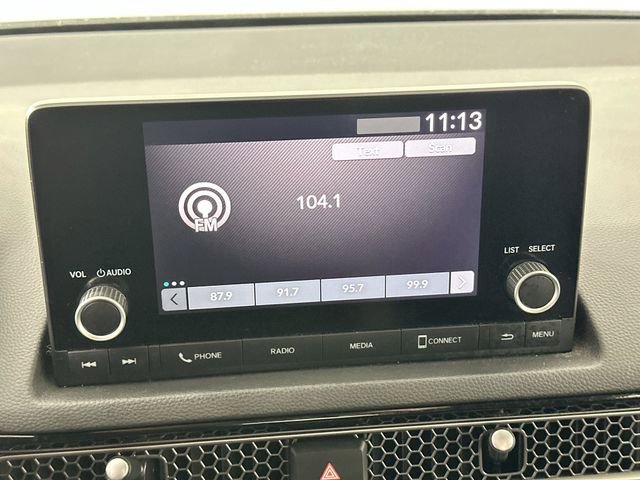 11:13
Text Scan
FM
104.1
VOL AUDIO
LIST SELECT
87.9 91.7 95.7 99.9
PHONE RADIO MEDIA CONNECT MENU